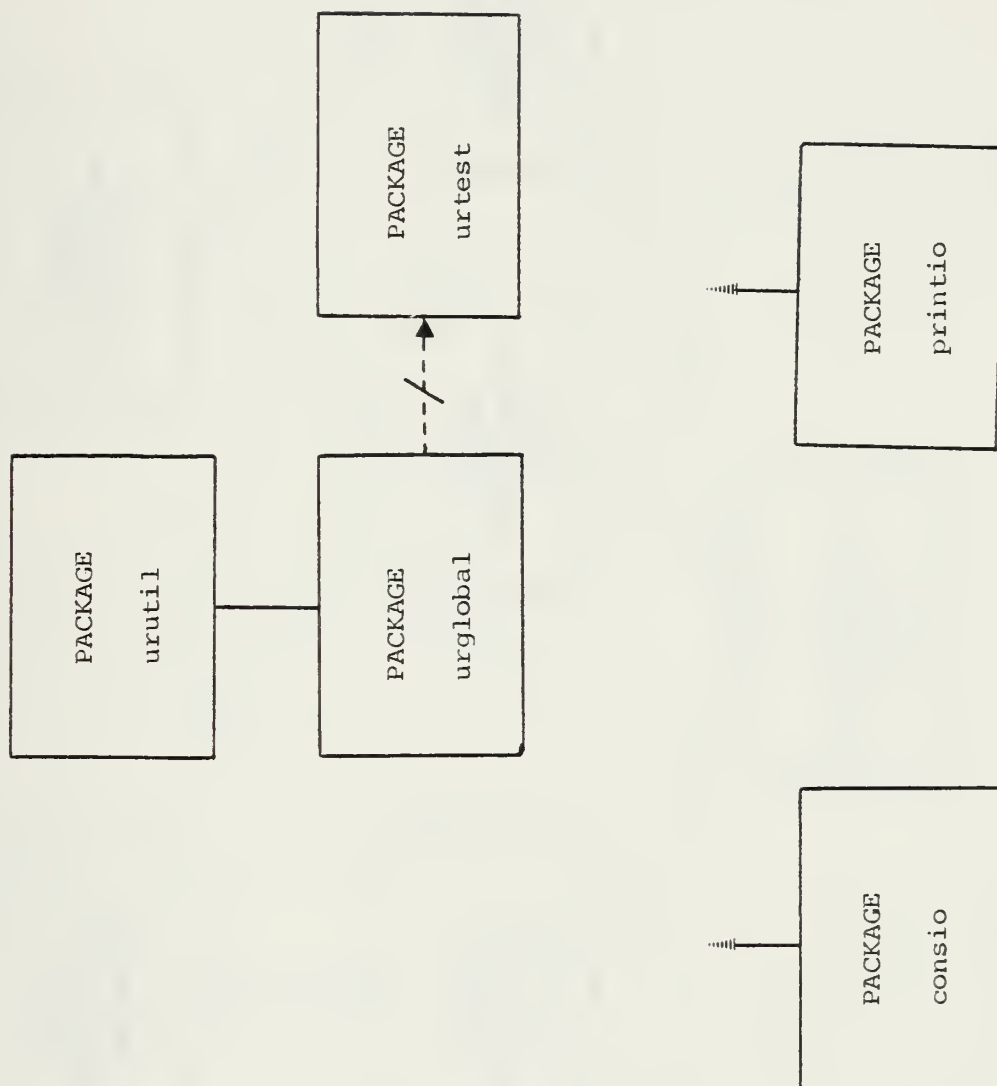 PACKAGE
urutil
PACKAGE
urglobal
PACKAGE
urtest
PACKAGE
consio
PACKAGE
printio